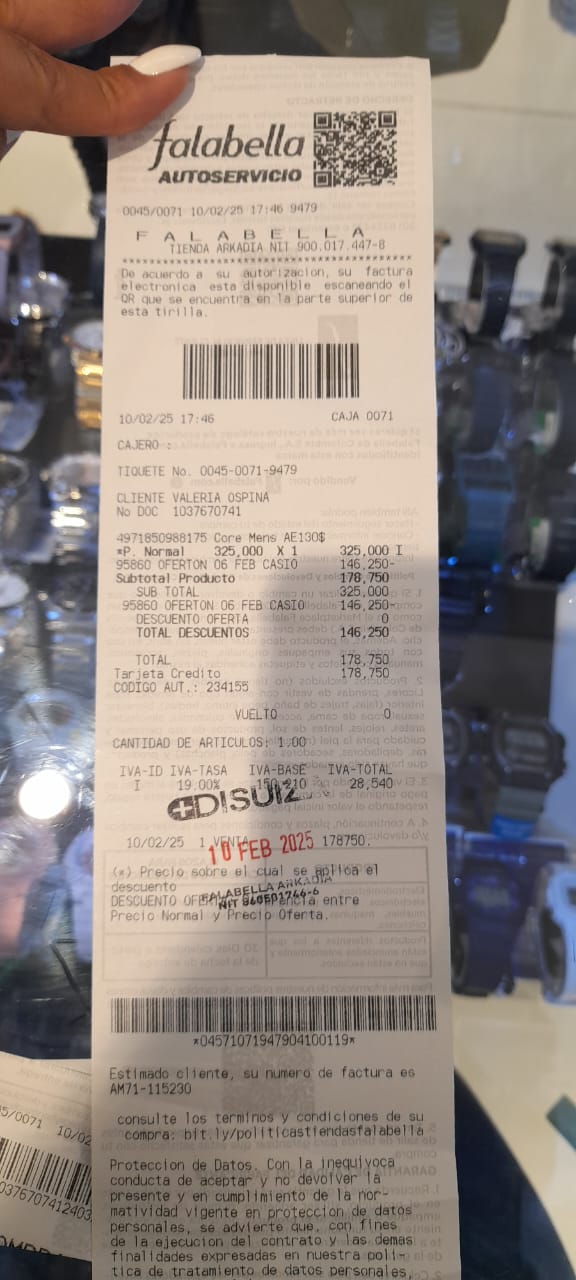 falabella
AUTOSERVICIO
0045/0071 10/02/25 17:46 9479
F A L A B E L L A
TIENDA ARKADIA NIT 900.017.447-8
****************************************
De acuerdo a su autorizacion, su factura
electronica esta disponible escaneando el
QR que se encuentra en la parte superior de
esta tirilla.
10/02/25 17:46 CAJA 0071
CAJERO :
TIQUETE No. 0045-0071-9479
CLIENTE VALERIA OSPINA
No DOC 1037670741
4971850988175 Core Mens AE130$
*P. Normal 325,000 X 1 325,000 I
95860 OFERTON 06 FEB CASIO 146,250-
Subtotal Producto 178,750
SUB TOTAL 325,000
95860 OFERTON 06 FEB CASIO 146,250-
DESCUENTO OFERTA 0
TOTAL DESCUENTOS 146,250
TOTAL 178,750
Tarjeta Credito 178,750
CODIGO AUT.: 234155
VUELTO 0
CANTIDAD DE ARTICULOS: 1.00
IVA-ID IVA-TASA IVA-BASE IVA-TOTAL
I 19.00% 150,210 28,540
DISUIZ
10/02/25 1 VENTA 178750.
10 FEB 2025
(*) Precio sobre el cual se aplica el
descuento
FALABELLA ARKADIA
DESCUENTO entre
NIT
Precio Normal y Precio Oferta.
*04571071947904100119*
Estimado cliente, su numero de factura es
AM71-115230
consulte los terminos y condiciones de su
compra: bit.ly/politicastiendasfalabella
Proteccion de Datos. Con la inequivoca
conducta de aceptar y no devolver la
presente y en cumplimiento de la nor-
matividad vigente en proteccion de datos
personales, se advierte que, con fines
de la ejecucion del contrato y las demas
finalidades expresadas en nuestra poli-
tica de tratamiento de datos personales,
5/0071 10/02